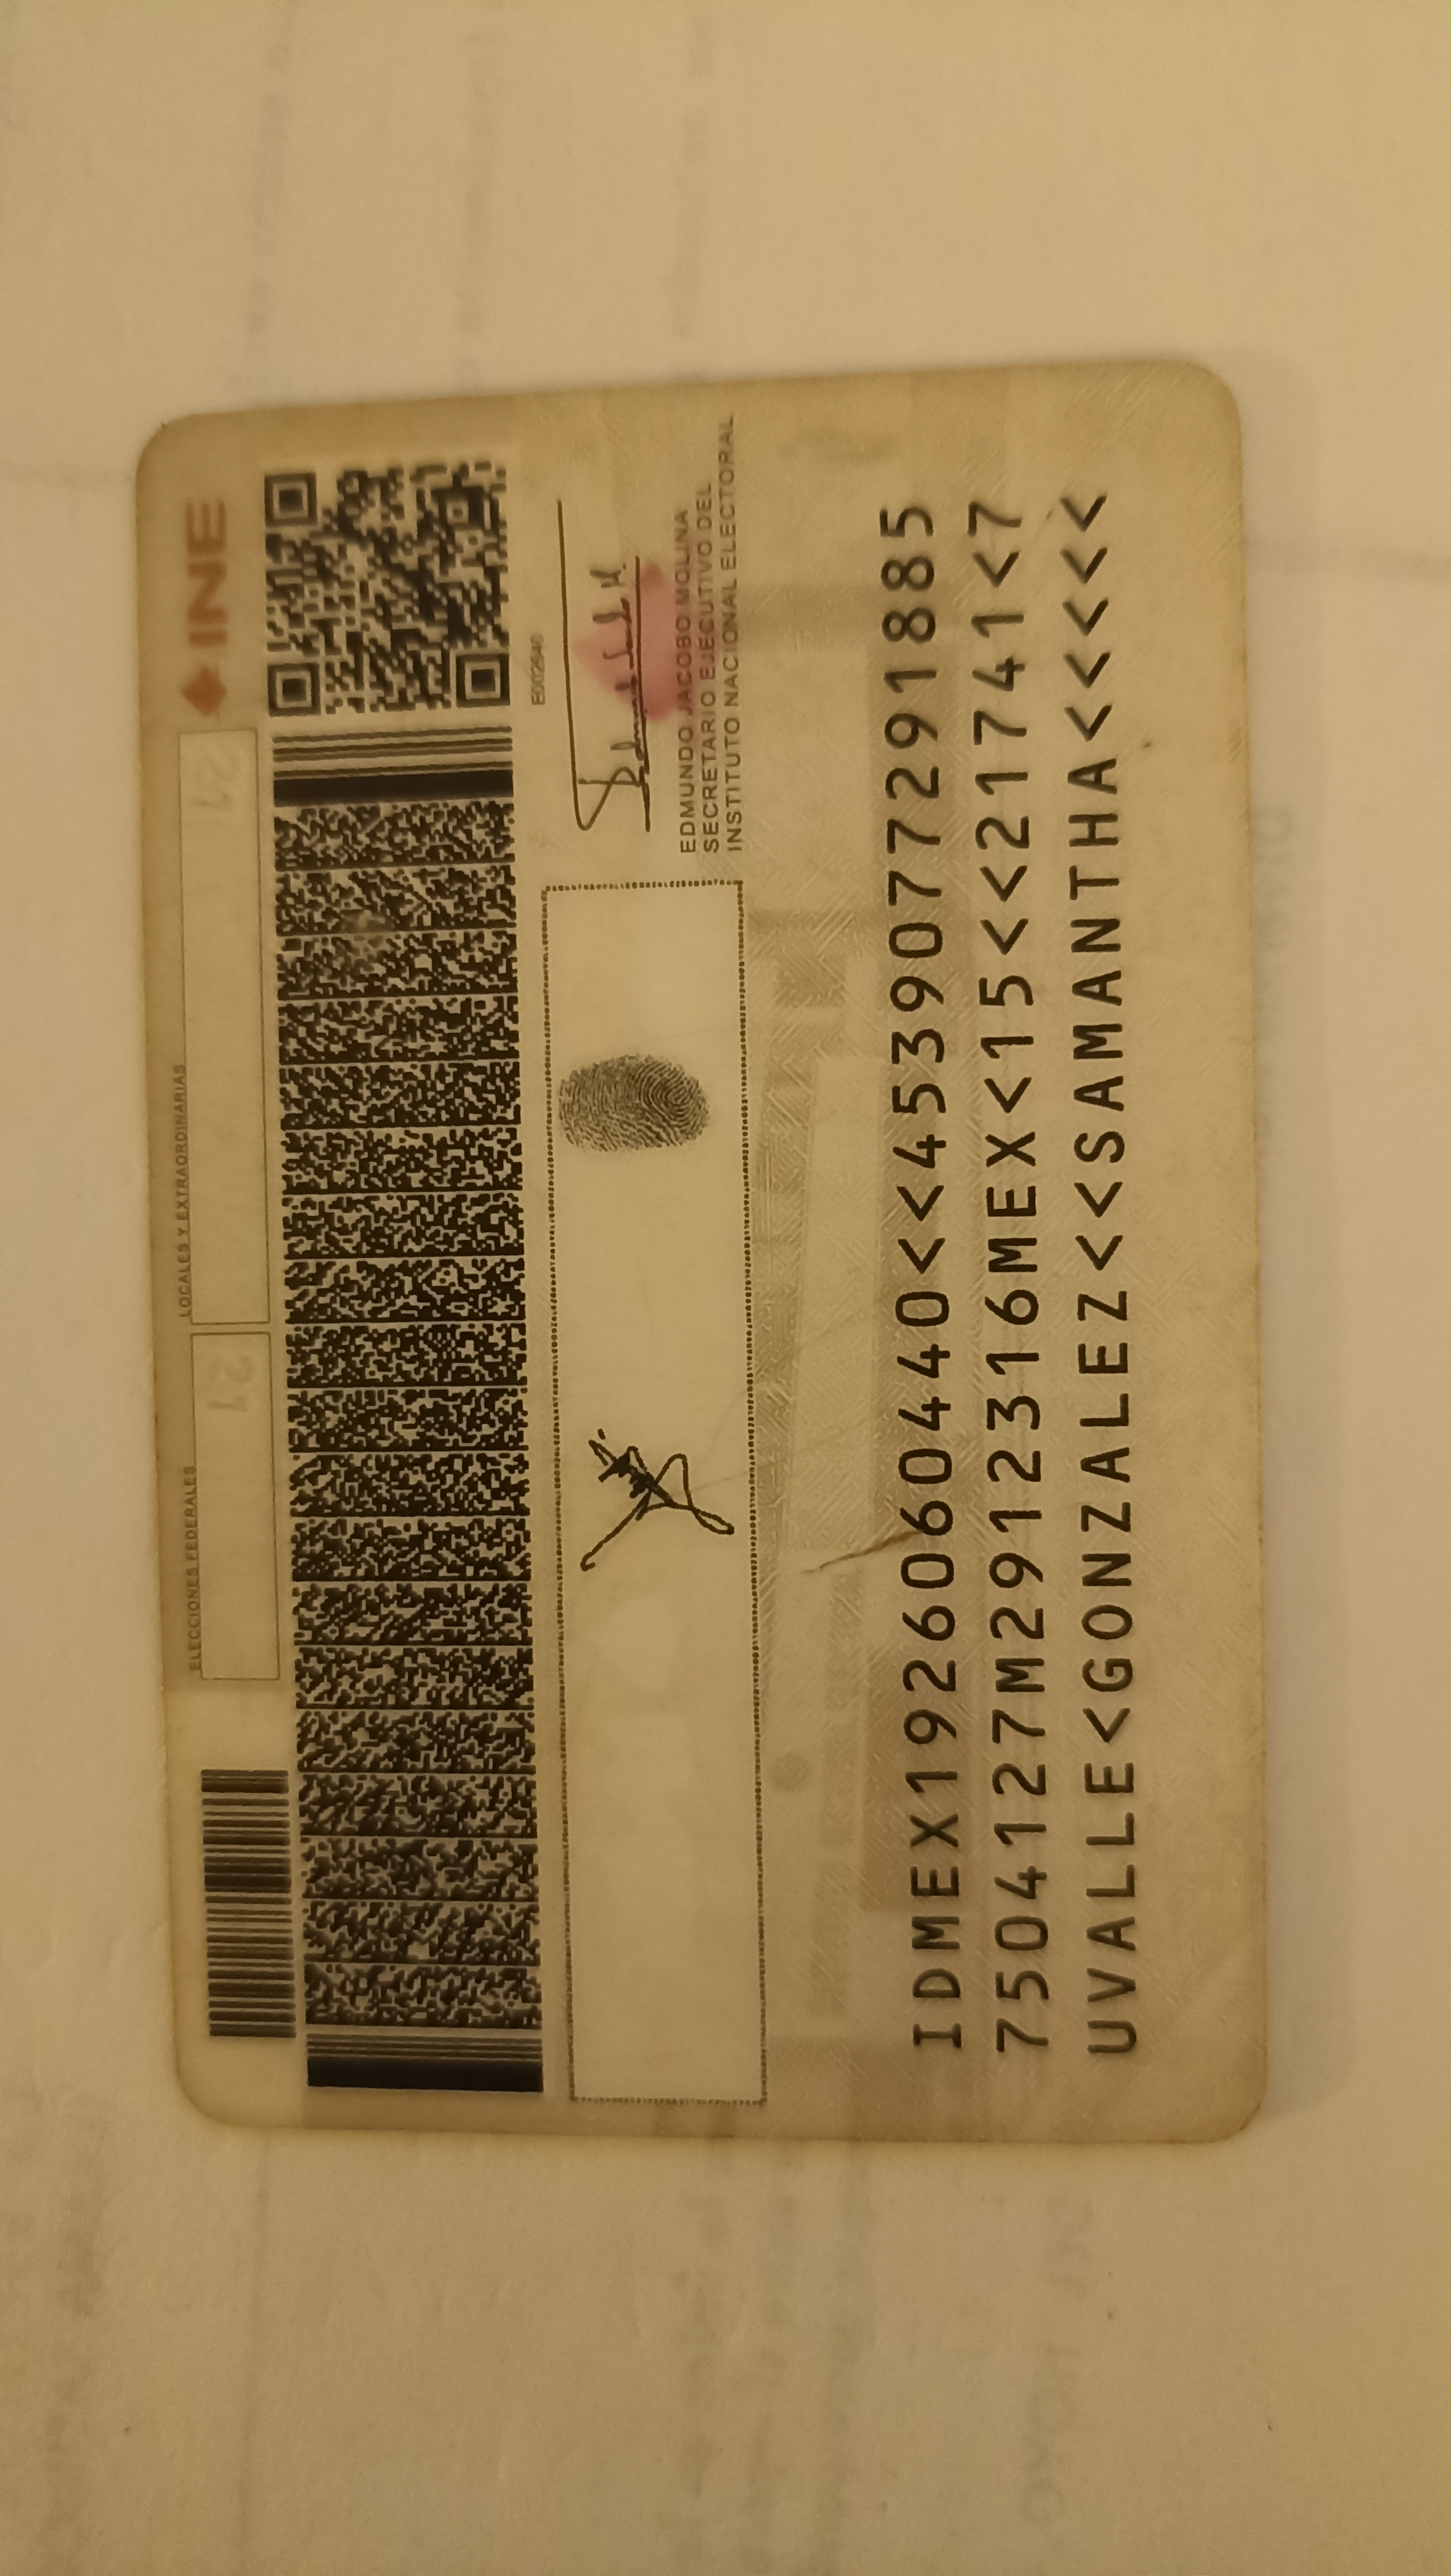 ELECCIONES FEDERALES
LOCALES Y EXTRAORDINARIAS
INE
21
21
E002640
EDMUNDO JACOBO MOLINA
SECRETARIO EJECUTIVO DEL
INSTITUTO NACIONAL ELECTORAL
IDMEX1926060440<<4539077291885
7504127M2912316MEX<15<<21741<7
UVALLE<GONZALEZ<<SAMANTHA<<<<<